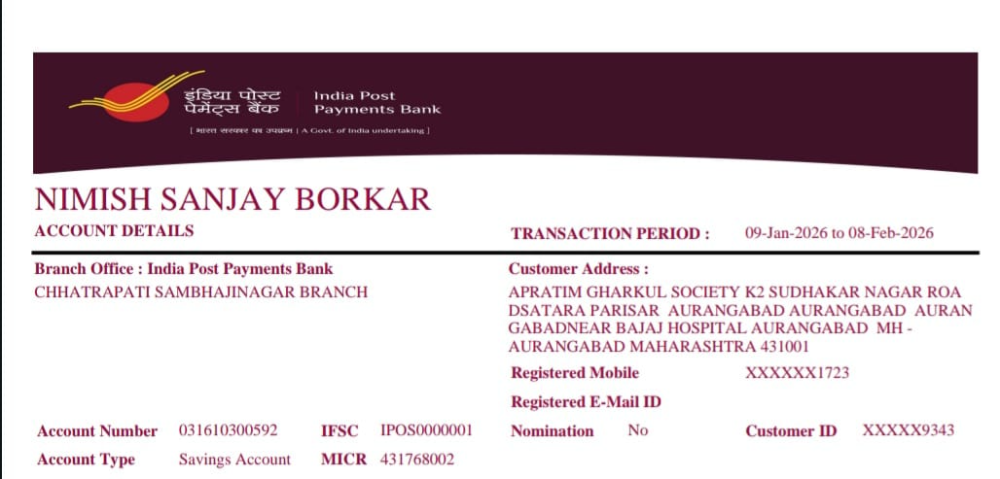 इंडिया पोस्ट
पेमेंट्स बैंक
India Post
Payments Bank
[ भारत सरकार का उपक्रम | A Govt. of India undertaking ]
NIMISH SANJAY BORKAR
ACCOUNT DETAILS
TRANSACTION PERIOD : 09-Jan-2026 to 08-Feb-2026
Branch Office : India Post Payments Bank
CHHATRAPATI SAMBHAJINAGAR BRANCH
Customer Address :
APRATIM GHARKUL SOCIETY K2 SUDHAKAR NAGAR ROA
DSATARA PARISAR AURANGABAD AURANGABAD AURAN
GABADNEAR BAJAJ HOSPITAL AURANGABAD MH -
AURANGABAD MAHARASHTRA 431001
Registered Mobile XXXXXX1723
Registered E-Mail ID
Account Number 031610300592 IFSC IPOS0000001
Nomination No Customer ID XXXXX9343
Account Type Savings Account MICR 431768002